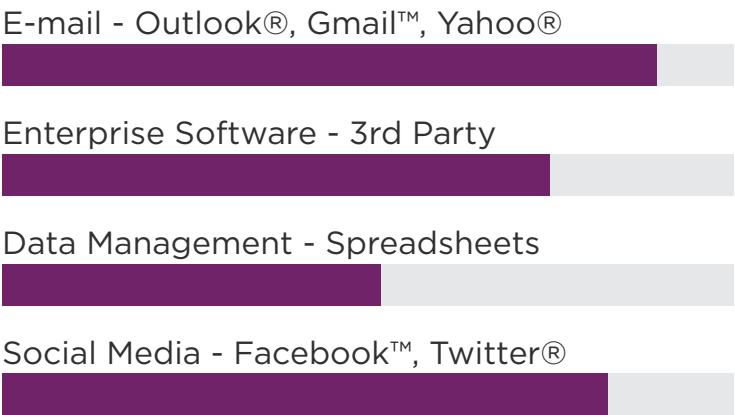 E-mail - Outlook®, Gmail™, Yahoo®
Enterprise Software - 3rd Party
Data Management - Spreadsheets
Social Media - Facebook™, Twitter®